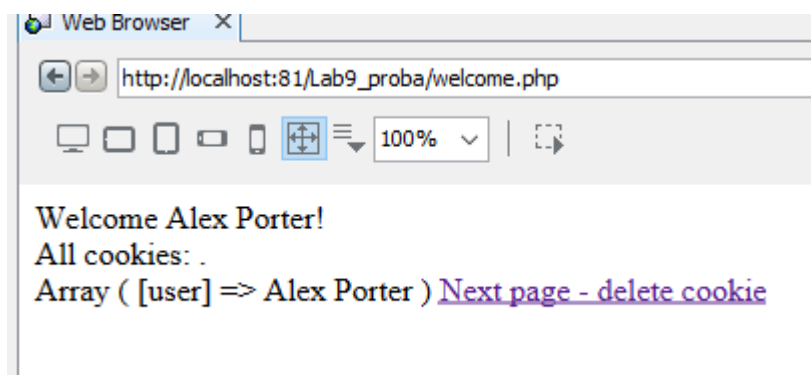 Web Browser
http://localhost:81/Lab9_proba/welcome.php
100%
Welcome Alex Porter!
All cookies: .
Array ( [user] => Alex Porter ) Next page - delete cookie